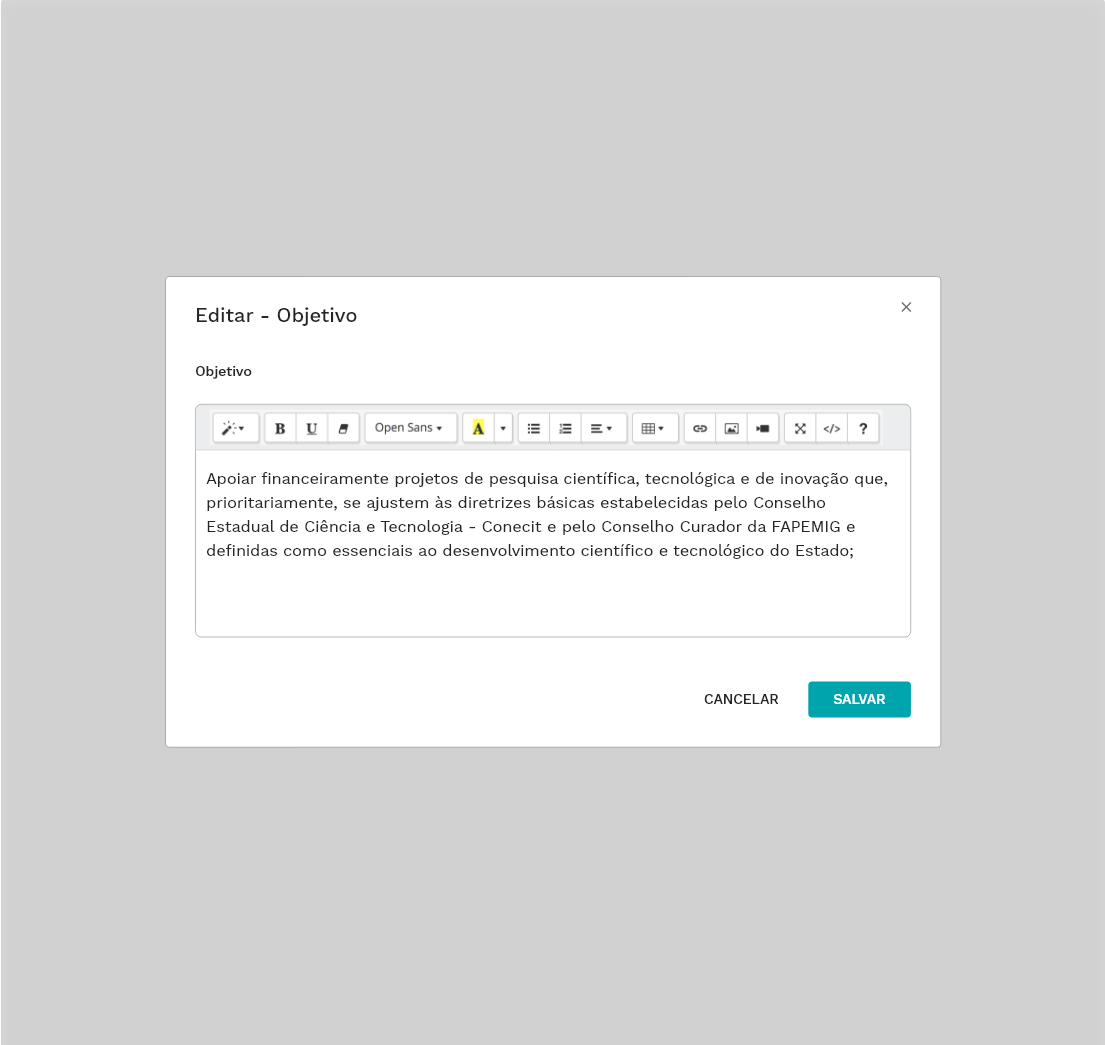 Editar - Objetivo
Objetivo
B U Open Sans A </> ?
Apoiar financeiramente projetos de pesquisa científica, tecnológica e de inovação que,
prioritariamente, se ajustem às diretrizes básicas estabelecidas pelo Conselho
Estadual de Ciência e Tecnologia - Conecit e pelo Conselho Curador da FAPEMIG e
definidas como essenciais ao desenvolvimento científico e tecnológico do Estado;
CANCELAR SALVAR